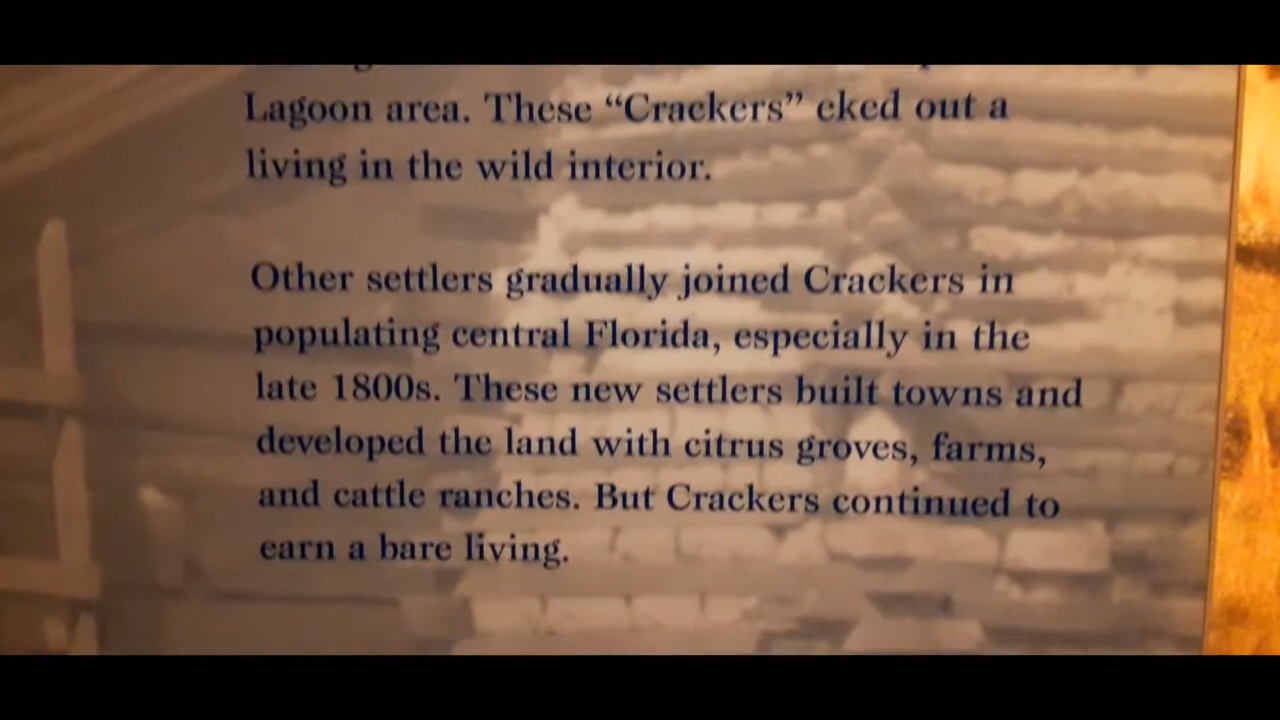 Lagoon area. These “Crackers” eked out a
living in the wild interior.
Other settlers gradually joined Crackers in
populating central Florida, especially in the
late 1800s. These new settlers built towns and
developed the land with citrus groves, farms,
and cattle ranches. But Crackers continued to
earn a bare living.